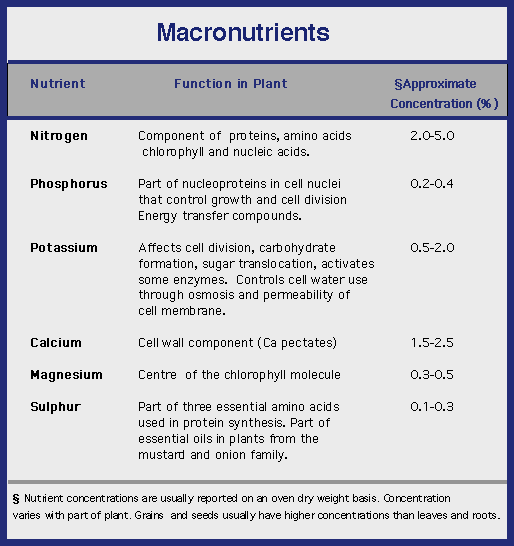 Macronutrients
Nutrient Function in Plant §Approximate
Concentration (%)
Nitrogen Component of proteins, amino acids 2.0-5.0
chlorophyll and nucleic acids.
Phosphorus Part of nucleoproteins in cell nuclei 0.2-0.4
that control growth and cell division
Energy transfer compounds.
Potassium Affects cell division, carbohydrate 0.5-2.0
formation, sugar translocation, activates
some enzymes. Controls cell water use
through osmosis and permeability of
cell membrane.
Calcium Cell wall component (Ca pectates) 1.5-2.5
Magnesium Centre of the chlorophyll molecule 0.3-0.5
Sulphur Part of three essential amino acids 0.1-0.3
used in protein synthesis. Part of
essential oils in plants from the
mustard and onion family.
§ Nutrient concentrations are usually reported on an oven dry weight basis. Concentration
varies with part of plant. Grains and seeds usually have higher concentrations than leaves and roots.